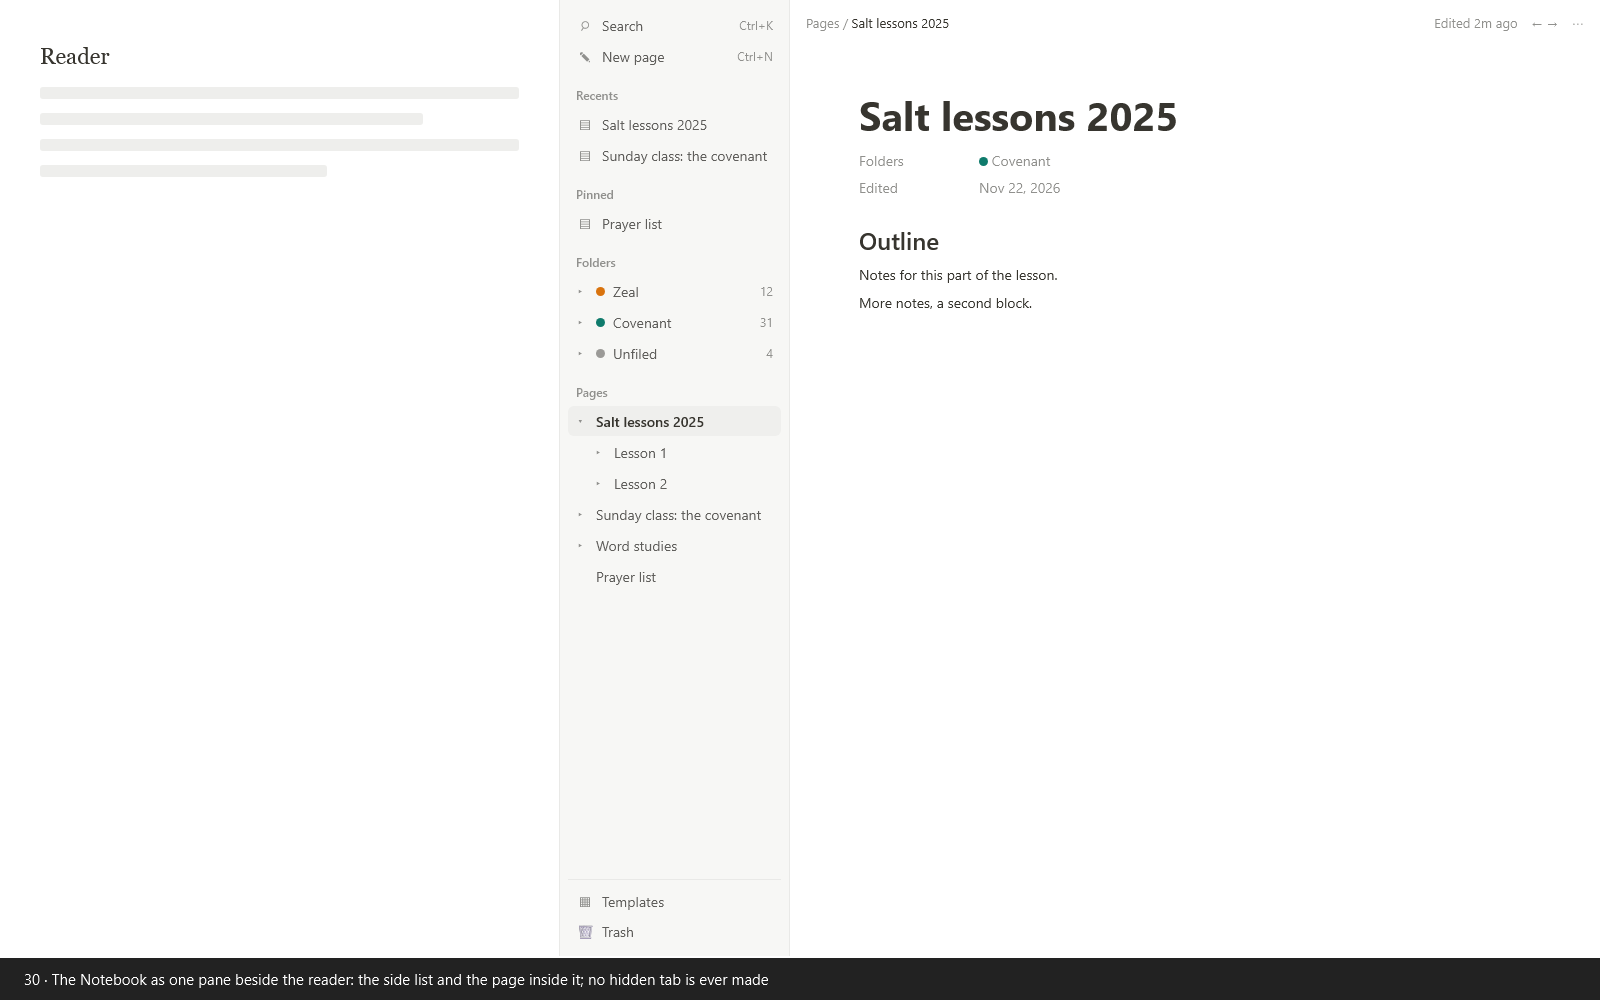 Reader
Search Ctrl+K
New page Ctrl+N
Recents
Salt lessons 2025
Sunday class: the covenant
Pinned
Prayer list
Folders
Zeal 12
Covenant 31
Unfiled 4
Pages
Salt lessons 2025
Lesson 1
Lesson 2
Sunday class: the covenant
Word studies
Prayer list
Templates
Trash
Pages / Salt lessons 2025 Edited 2m ago ← → ···
Salt lessons 2025
Folders Covenant
Edited Nov 22, 2026
Outline
Notes for this part of the lesson.
More notes, a second block.
30 · The Notebook as one pane beside the reader: the side list and the page inside it; no hidden tab is ever made